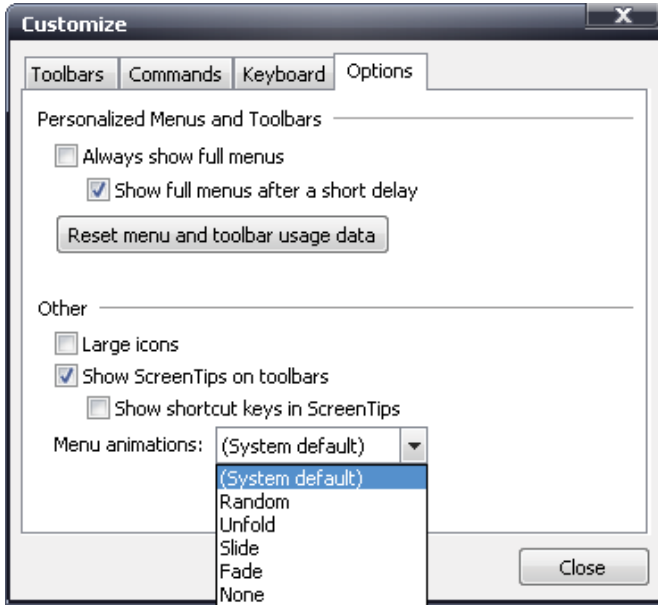 Customize
X
Toolbars Commands Keyboard Options
Personalized Menus and Toolbars
Always show full menus
Show full menus after a short delay
Reset menu and toolbar usage data
Other
Large icons
Show ScreenTips on toolbars
Show shortcut keys in ScreenTips
Menu animations: (System default)
(System default)
Random
Unfold
Slide
Fade
None
Close